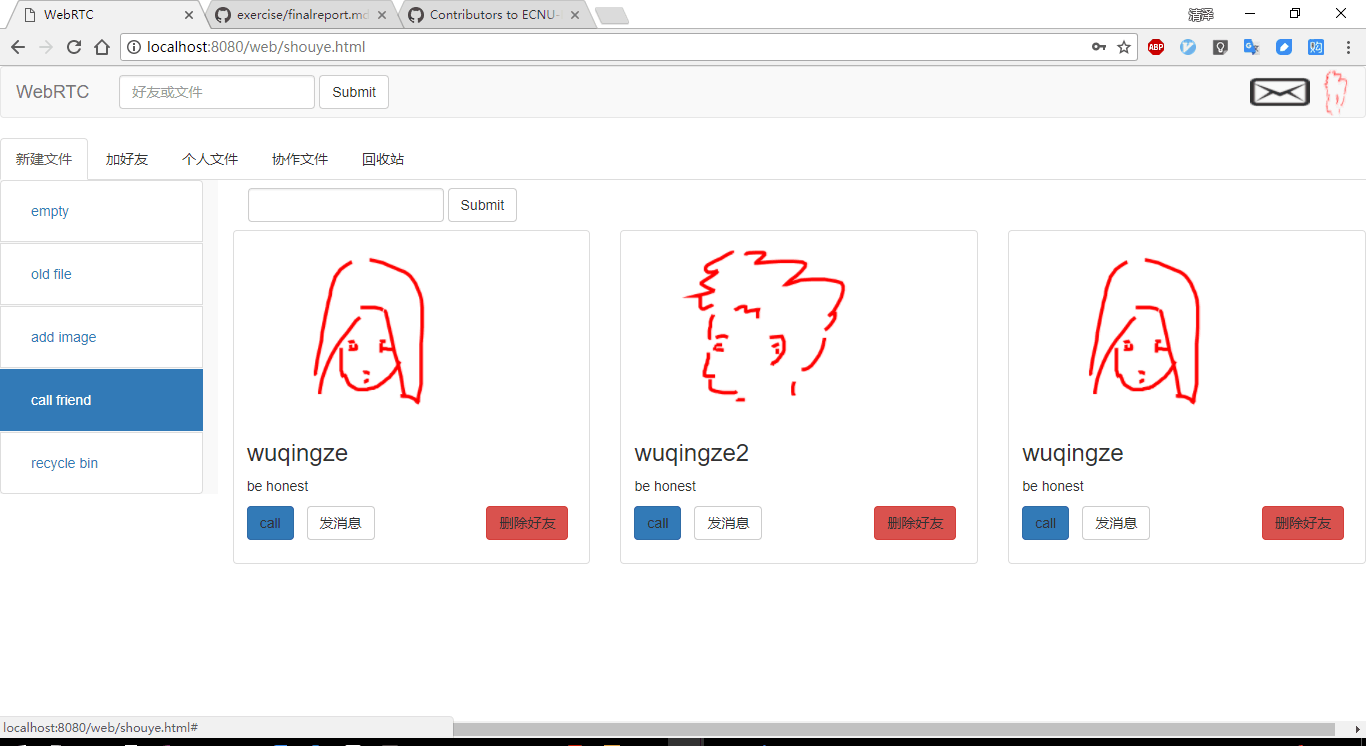 WebRTC
exercise/finalreport.md
Contributors to ECNU-
清泽
localhost:8080/web/shouye.html
ABP
WebRTC
好友或文件
Submit
新建文件
加好友
个人文件
协作文件
回收站
empty
old file
add image
call friend
recycle bin
Submit
wuqingze
be honest
call
发消息
删除好友
wuqingze2
be honest
call
发消息
删除好友
wuqingze
be honest
call
发消息
删除好友
localhost:8080/web/shouye.html#